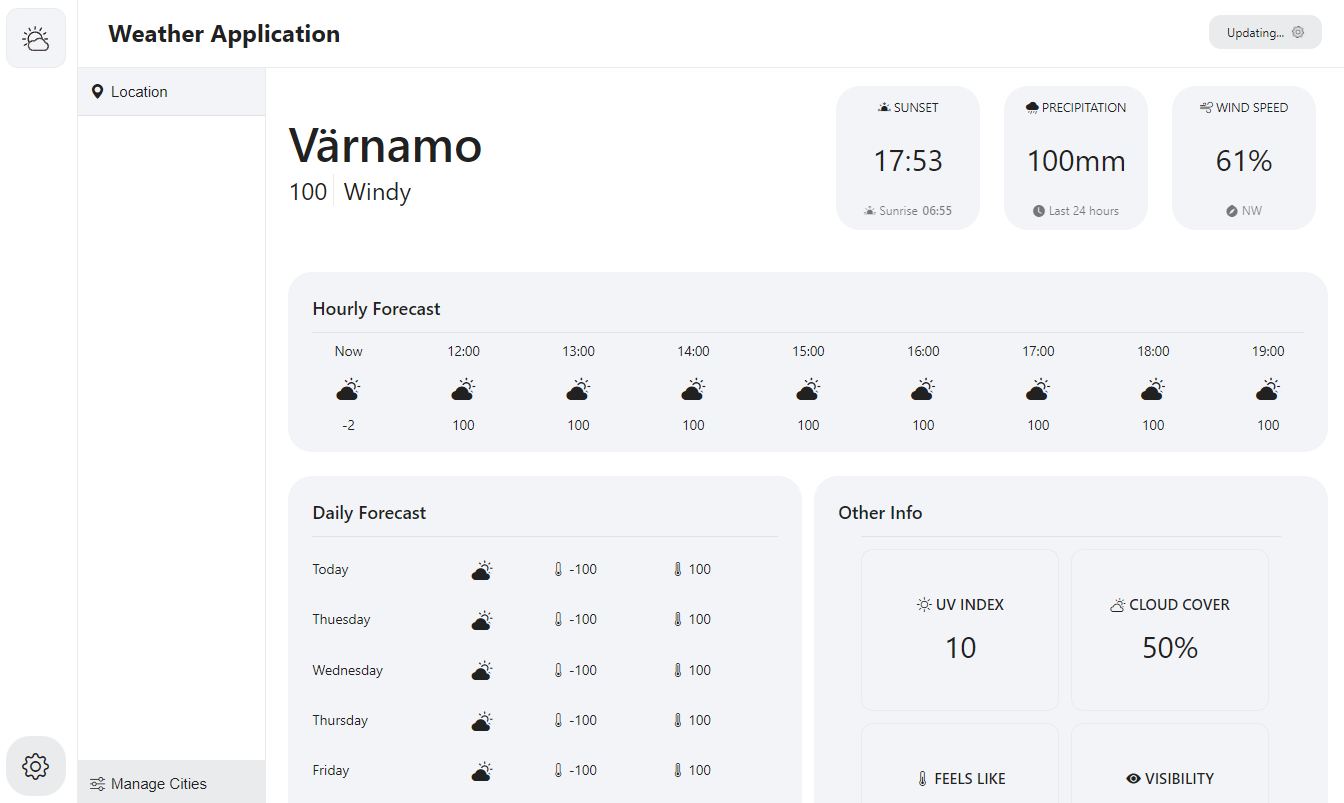 Weather Application
Updating...
Location
Värnamo
100 Windy
SUNSET
17:53
Sunrise 06:55
PRECIPITATION
100mm
Last 24 hours
WIND SPEED
61%
NW
Hourly Forecast
Now 12:00 13:00 14:00 15:00 16:00 17:00 18:00 19:00
-2 100 100 100 100 100 100 100 100
Daily Forecast
Today -100 100
Thuesday -100 100
Wednesday -100 100
Thursday -100 100
Friday -100 100
Other Info
UV INDEX
10
CLOUD COVER
50%
FEELS LIKE
VISIBILITY
Manage Cities